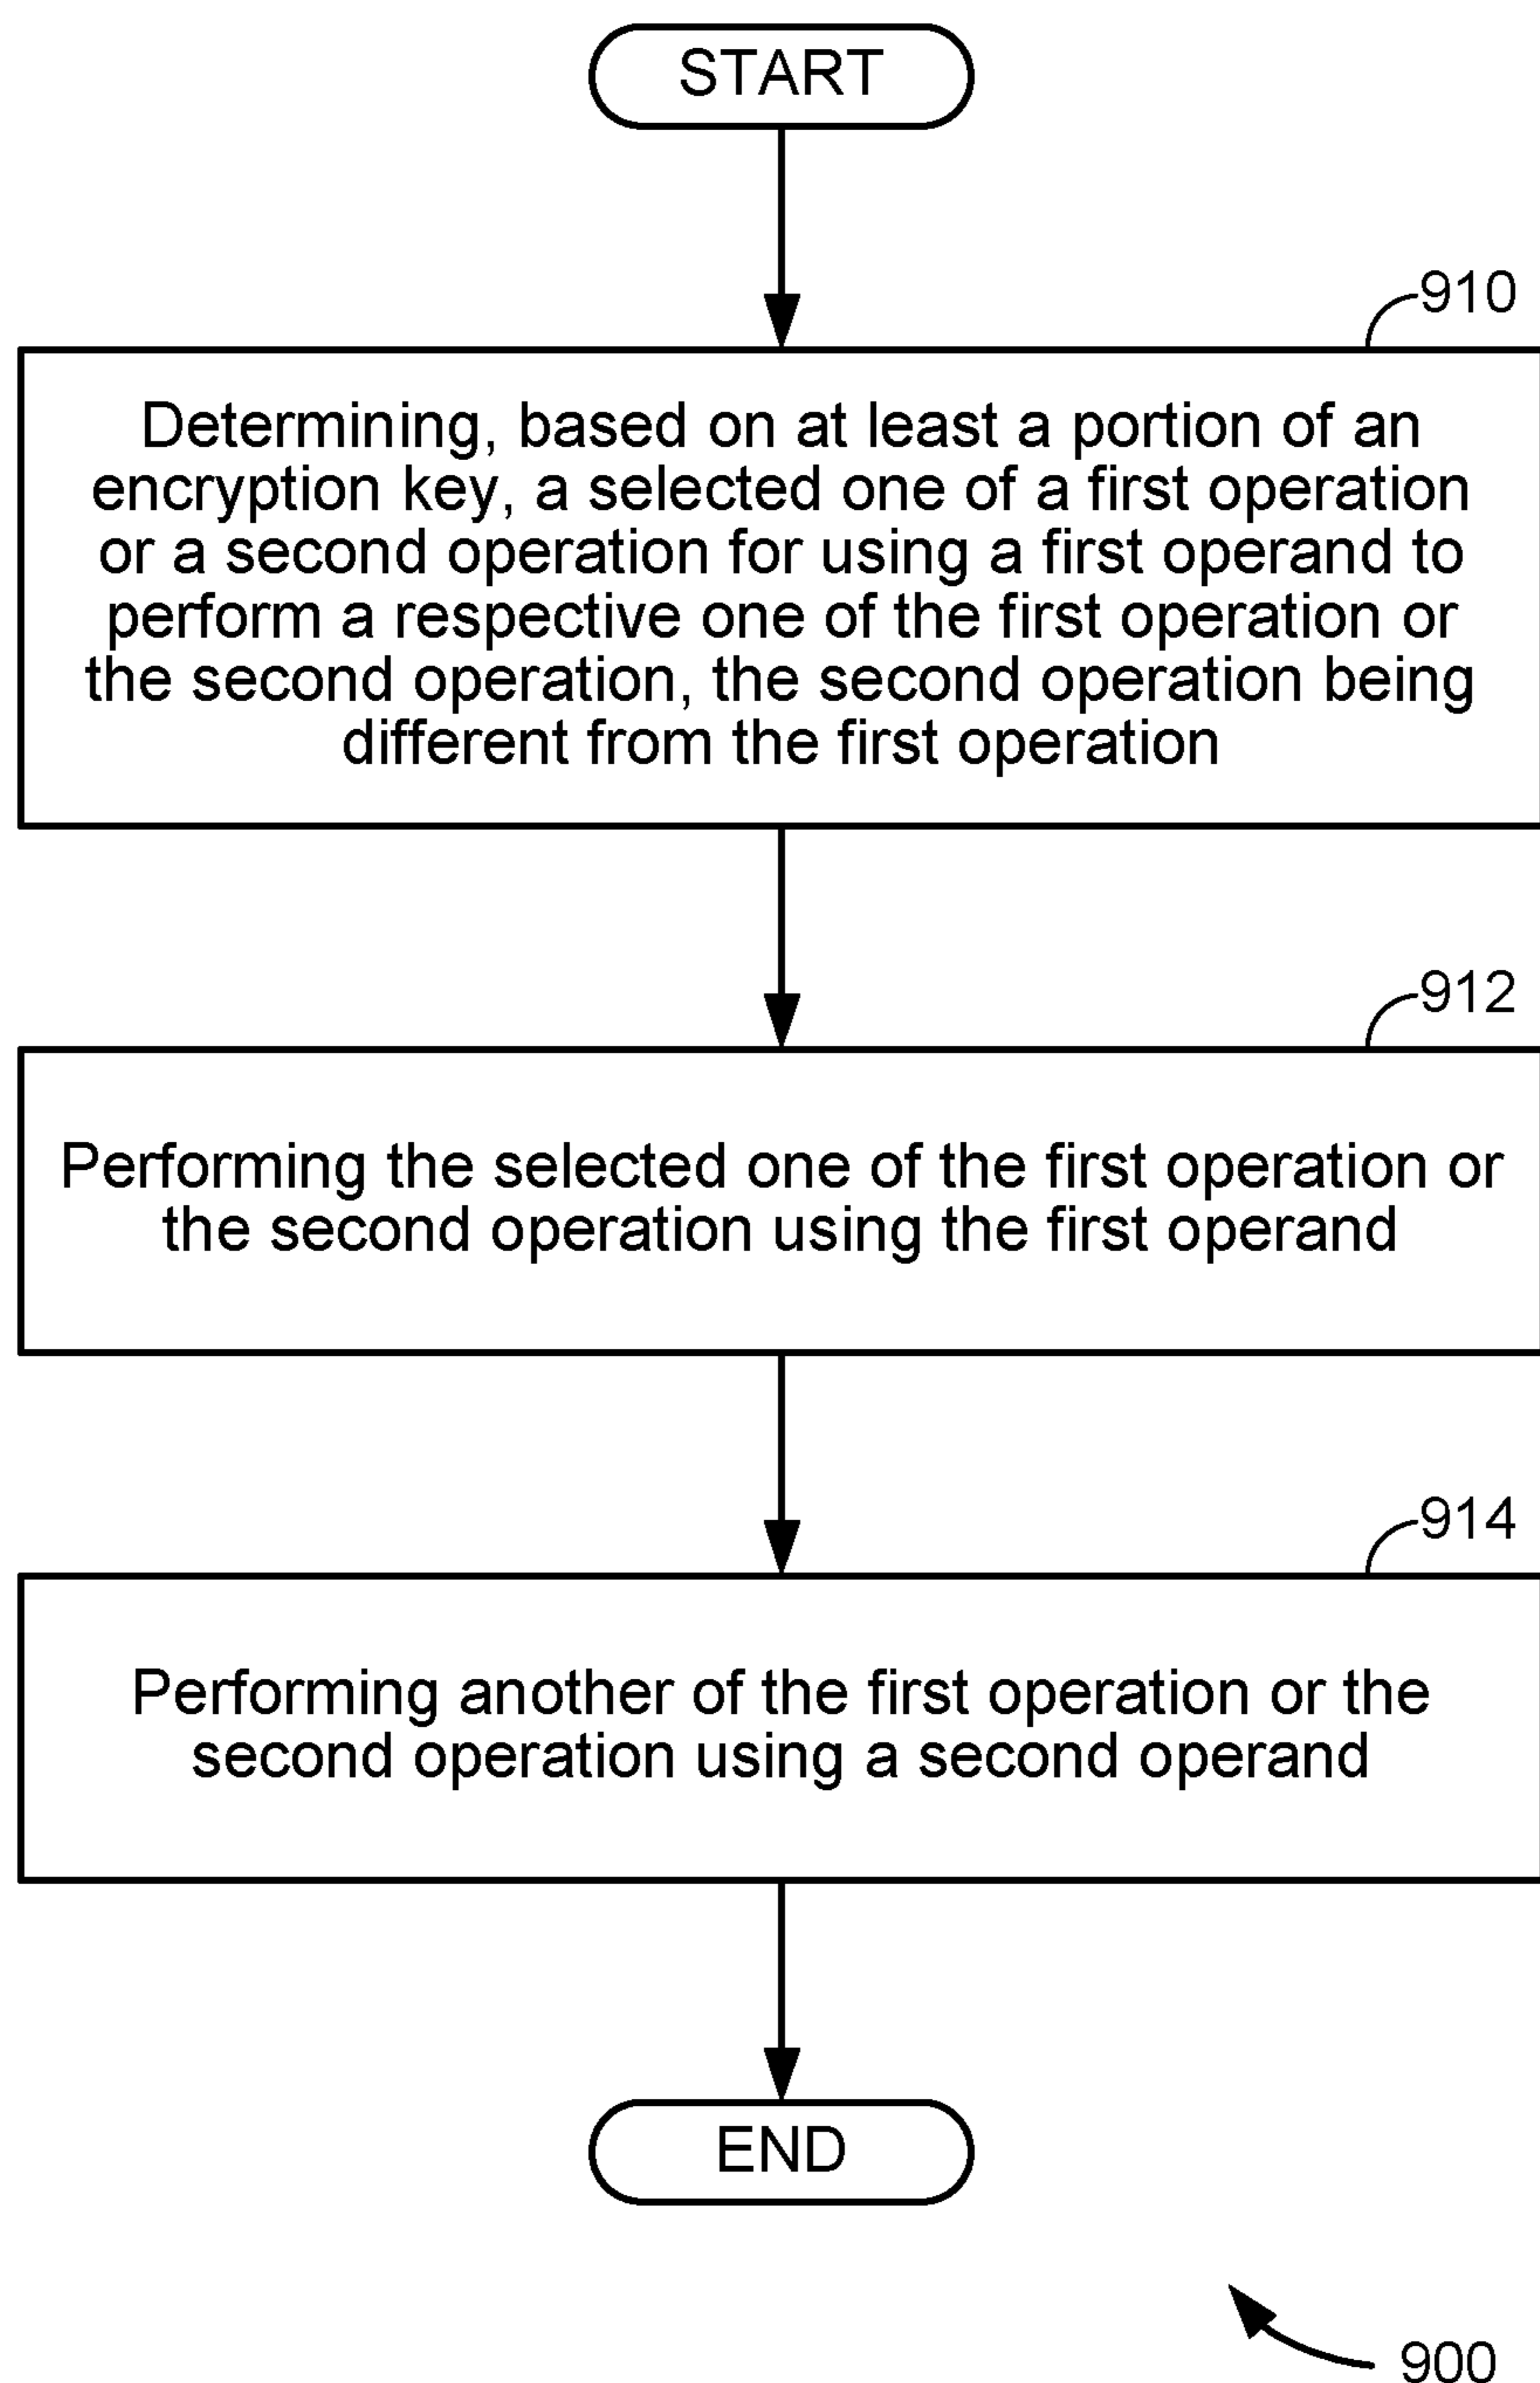 START
910
Determining, based on at least a portion of an
encryption key, a selected one of a first operation
or a second operation for using a first operand to
perform a respective one of the first operation or
the second operation, the second operation being
different from the first operation
912
Performing the selected one of the first operation or
the second operation using the first operand
914
Performing another of the first operation or the
second operation using a second operand
END
900